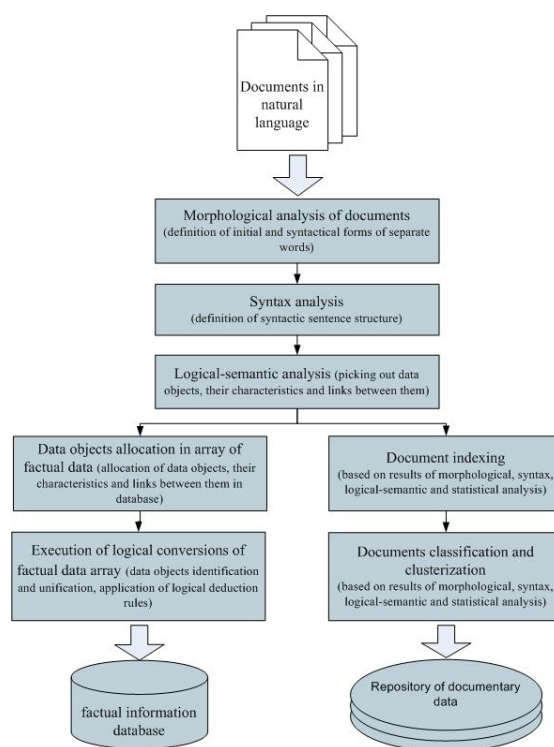 Documents in
natural
language
Morphological analysis of documents
(definition of initial and syntactical forms of separate
words)
Syntax analysis
(definition of syntactic sentence structure)
Logical-semantic analysis (picking out data
objects, their characteristics and links between them)
Data objects allocation in array of
factual data (allocation of data objects, their
characteristics and links between them in
database)
Document indexing
(based on results of morphological, syntax,
logical-semantic and statistical analysis)
Execution of logical conversions of
factual data array (data objects identification
and unification, application of logical deduction
rules)
Documents classification and
clusterization
(based on results of morphological, syntax,
logical-semantic and statistical analysis)
factual information
database
Repository of documentary
data